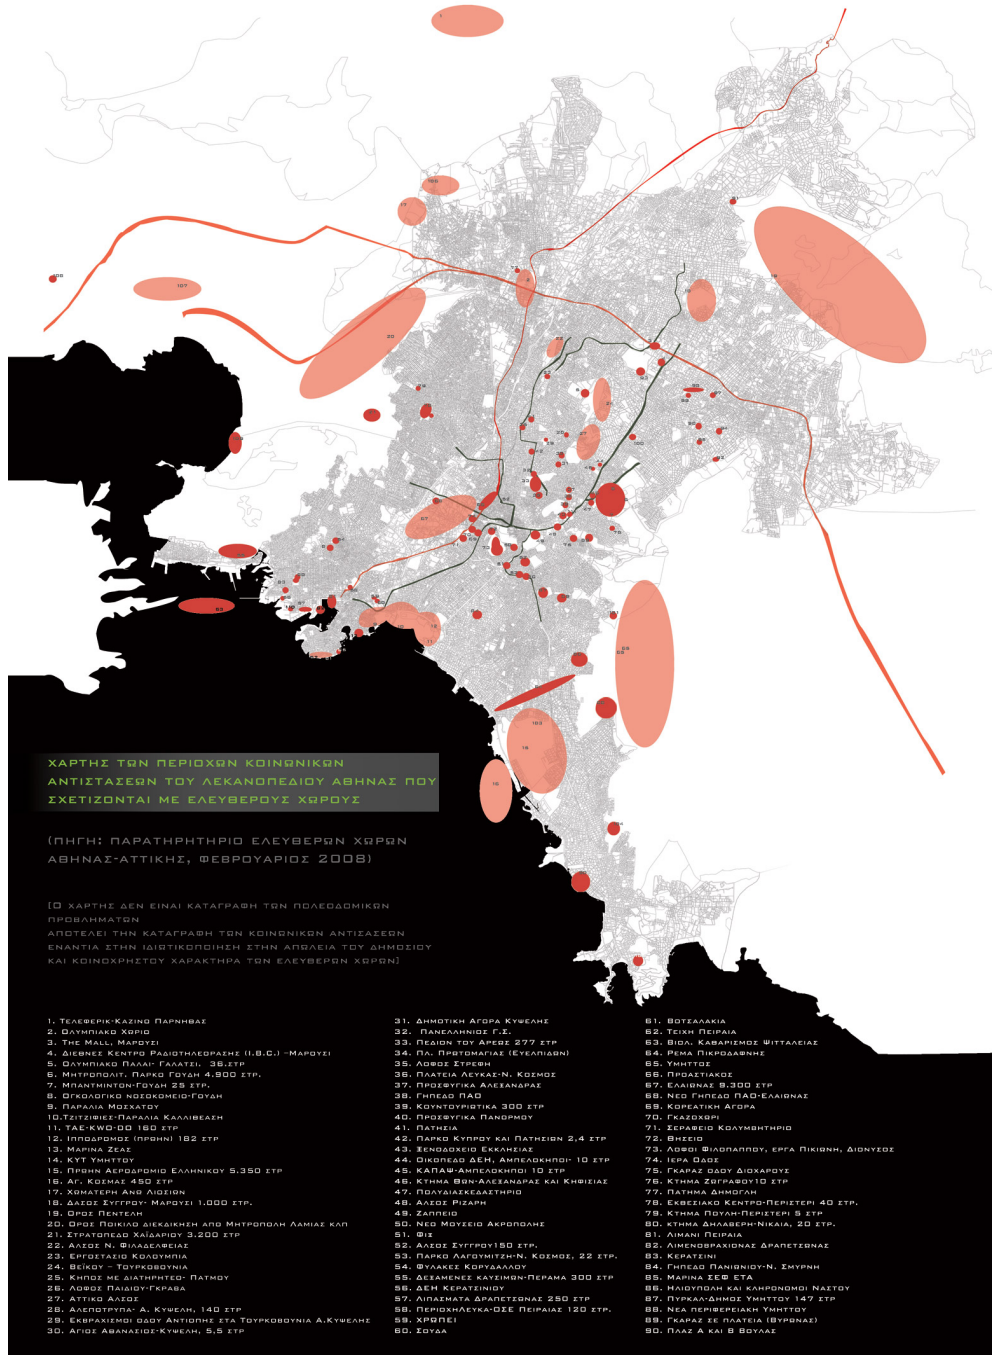 ΧΑΡΤΗΣ ΤΩΝ ΠΕΡΙΟΧΩΝ ΚΟΙΝΩΝΙΚΩΝ
ΑΝΤΙΣΤΑΣΕΩΝ ΤΟΥ ΛΕΚΑΝΟΠΕΔΙΟΥ ΑΘΗΝΑΣ ΠΟΥ
ΣΧΕΤΙΖΟΝΤΑΙ ΜΕ ΕΛΕΥΘΕΡΟΥΣ ΧΩΡΟΥΣ
(ΠΗΓΗ: ΠΑΡΑΤΗΡΗΤΗΡΙΟ ΕΛΕΥΘΕΡΩΝ ΧΩΡΩΝ
ΑΘΗΝΑΣ-ΑΤΤΙΚΗΣ, ΦΕΒΡΟΥΑΡΙΟΣ 2008)
[Ο ΧΑΡΤΗΣ ΔΕΝ ΕΙΝΑΙ ΚΑΤΑΓΡΑΦΗ ΤΩΝ ΠΟΛΕΟΔΟΜΙΚΩΝ
ΠΡΟΒΛΗΜΑΤΩΝ
ΑΠΟΤΕΛΕΙ ΤΗΝ ΚΑΤΑΓΡΑΦΗ ΤΩΝ ΚΟΙΝΩΝΙΚΩΝ ΑΝΤΙΣΑΣΕΩΝ
ΕΝΑΝΤΙΑ ΣΤΗΝ ΙΔΙΩΤΙΚΟΠΟΙΗΣΗ ΣΤΗΝ ΑΠΩΛΕΙΑ ΤΟΥ ΔΗΜΟΣΙΟΥ
ΚΑΙ ΚΟΙΝΟΧΡΗΣΤΟΥ ΧΑΡΑΚΤΗΡΑ ΤΩΝ ΕΛΕΥΘΕΡΩΝ ΧΩΡΩΝ]
1. ΤΕΛΕΦΕΡΙΚ-ΚΑΖΙΝΟ ΠΑΡΝΗΘΑΣ
2. ΟΛΥΜΠΙΑΚΟ ΧΩΡΙΟ
3. THE MALL, ΜΑΡΟΥΣΙ
4. ΔΙΕΘΝΕΣ ΚΕΝΤΡΟ ΡΑΔΙΟΤΗΛΕΟΡΑΣΗΣ (I.B.C.) –ΜΑΡΟΥΣΙ
5. ΟΛΥΜΠΙΑΚΟ ΠΑΛΑΙ- ΓΑΛΑΤΣΙ, 36.ΣΤΡ
6. ΜΗΤΡΟΠΟΛΙΤ. ΠΑΡΚΟ ΓΟΥΔΗ 4.900 ΣΤΡ.
7. ΜΠΑΝΤΜΙΝΤΟΝ-ΓΟΥΔΗ 25 ΣΤΡ.
8. ΟΓΚΟΛΟΓΙΚΟ ΝΟΣΟΚΟΜΕΙΟ-ΓΟΥΔΗ
9. ΠΑΡΑΛΙΑ ΜΟΣΧΑΤΟΥ
10.ΤΖΙΤΖΙΦΙΕΣ-ΠΑΡΑΛΙΑ ΚΑΛΛΙΘΕΑΣΗ
11. ΤΑΕ-KWO-DO 160 ΣΤΡ
12. ΙΠΠΟΔΡΟΜΟΣ (ΠΡΩΗΝ) 182 ΣΤΡ
13. ΜΑΡΙΝΑ ΖΕΑΣ
14. ΚΥΤ ΥΜΗΤΤΟΥ
15. ΠΡΩΗΝ ΑΕΡΟΔΡΟΜΙΟ ΕΛΛΗΝΙΚΟΥ 5.350 ΣΤΡ
16. ΑΓ. ΚΟΣΜΑΣ 450 ΣΤΡ
17. ΧΩΜΑΤΕΡΗ ΑΝΩ ΛΙΟΣΙΩΝ
18. ΔΑΣΟΣ ΣΥΓΓΡΟΥ- ΜΑΡΟΥΣΙ 1.000 ΣΤΡ.
19. ΟΡΟΣ ΠΕΝΤΕΛΗ
20. ΟΡΟΣ ΠΟΙΚΙΛΟ ΔΙΕΚΔΙΚΗΣΗ ΑΠΟ ΜΗΤΡΟΠΟΛΗ ΛΑΜΙΑΣ ΚΛΠ
21. ΣΤΡΑΤΟΠΕΔΟ ΧΑΪΔΑΡΙΟΥ 3.200 ΣΤΡ
22. ΑΛΣΟΣ Ν. ΦΙΛΑΔΕΛΦΕΙΑΣ
23. ΕΡΓΟΣΤΑΣΙΟ ΚΟΛΟΥΜΠΙΑ
24. ΒΕΪΚΟΥ – ΤΟΥΡΚΟΒΟΥΝΙΑ
25. ΚΗΠΟΣ ΜΕ ΔΙΑΤΗΡΗΤΕΟ- ΠΑΤΜΟΥ
26. ΛΟΦΟΣ ΠΑΙΔΙΟΥ-ΓΚΡΑΒΑ
27. ΑΤΤΙΚΟ ΑΛΣΟΣ
28. ΑΛΕΠΟΤΡΥΠΑ- Α. ΚΥΨΕΛΗ, 140 ΣΤΡ
29. ΕΚΒΡΑΧΙΣΜΟΙ ΟΔΟΥ ΑΝΤΙΟΠΗΣ ΣΤΑ ΤΟΥΡΚΟΒΟΥΝΙΑ Α.ΚΥΨΕΛΗΣ
30. ΑΓΙΟΣ ΑΘΑΝΑΣΙΟΣ-ΚΥΨΕΛΗ, 5,5 ΣΤΡ
31. ΔΗΜΟΤΙΚΗ ΑΓΟΡΑ ΚΥΨΕΛΗΣ
32. ΠΑΝΕΛΛΗΝΙΟΣ Γ.Σ.
33. ΠΕΔΙΟΝ ΤΟΥ ΑΡΕΩΣ 277 ΣΤΡ
34. ΠΛ. ΠΡΩΤΟΜΑΓΙΑΣ (ΕΥΕΛΠΙΔΩΝ)
35. ΛΟΦΟΣ ΣΤΡΕΦΗ
36. ΠΛΑΤΕΙΑ ΛΕΥΚΑΣ-Ν. ΚΟΣΜΟΣ
37. ΠΡΟΣΦΥΓΙΚΑ ΑΛΕΞΑΝΔΡΑΣ
38. ΓΗΠΕΔΟ ΠΑΟ
39. ΚΟΥΝΤΟΥΡΙΩΤΙΚΑ 300 ΣΤΡ
40. ΠΡΟΣΦΥΓΙΚΑ ΠΑΝΟΡΜΟΥ
41. ΠΑΤΗΣΙΑ
42. ΠΑΡΚΟ ΚΥΠΡΟΥ ΚΑΙ ΠΑΤΗΣΙΩΝ 2,4 ΣΤΡ
43. ΞΕΝΟΔΟΧΕΙΟ ΕΚΚΛΗΣΙΑΣ
44. ΟΙΚΟΠΕΔΟ ΔΕΗ, ΑΜΠΕΛΟΚΗΠΟΙ- 10 ΣΤΡ
45. ΚΑΠΑΨ-ΑΜΠΕΛΟΚΗΠΟΙ 10 ΣΤΡ
46. ΚΤΗΜΑ ΘΩΝ-ΑΛΕΞΑΝΔΡΑΣ ΚΑΙ ΚΗΦΙΣΙΑΣ
47. ΠΟΛΥΔΙΑΣΚΕΔΑΣΤΗΡΙΟ
48. ΑΛΣΟΣ ΡΙΖΑΡΗ
49. ΖΑΠΠΕΙΟ
50. ΝΕΟ ΜΟΥΣΕΙΟ ΑΚΡΟΠΟΛΗΣ
51. ΦΙΞ
52. ΑΛΣΟΣ ΣΥΓΓΡΟΥ150 ΣΤΡ.
53. ΠΑΡΚΟ ΛΑΓΟΥΜΙΤΖΗ-Ν. ΚΟΣΜΟΣ, 22 ΣΤΡ.
54. ΦΥΛΑΚΕΣ ΚΟΡΥΔΑΛΛΟΥ
55. ΔΕΞΑΜΕΝΕΣ ΚΑΥΣΙΜΩΝ-ΠΕΡΑΜΑ 300 ΣΤΡ
56. ΔΕΗ ΚΕΡΑΤΣΙΝΙΟΥ
57. ΛΙΠΑΣΜΑΤΑ ΔΡΑΠΕΤΣΩΝΑΣ 250 ΣΤΡ
58. ΠΕΡΙΟΧΗΛΕΥΚΑ-ΟΣΕ ΠΕΙΡΑΙΑΣ 120 ΣΤΡ.
59. ΧΡΩΠΕΙ
60. ΣΟΥΔΑ
61. ΒΟΤΣΑΛΑΚΙΑ
62. ΤΕΙΧΗ ΠΕΙΡΑΙΑ
63. ΒΙΟΛ. ΚΑΘΑΡΙΣΜΟΣ ΨΙΤΤΑΛΕΙΑΣ
64. ΡΕΜΑ ΠΙΚΡΟΔΑΦΝΗΣ
65. ΥΜΗΤΤΟΣ
66. ΠΡΟΑΣΤΙΑΚΟΣ
67. ΕΛΑΙΩΝΑΣ 9.300 ΣΤΡ
68. ΝΕΟ ΓΗΠΕΔΟ ΠΑΟ-ΕΛΑΙΩΝΑΣ
69. ΚΟΡΕΑΤΙΚΗ ΑΓΟΡΑ
70. ΓΚΑΖΟΧΩΡΙ
71. ΣΕΡΑΦΕΙΟ ΚΟΛΥΜΒΗΤΗΡΙΟ
72. ΘΗΣΕΙΟ
73. ΛΟΦΟΙ ΦΙΛΟΠΑΠΠΟΥ, ΕΡΓΑ ΠΙΚΙΩΝΗ, ΔΙΟΝΥΣΟΣ
74. ΙΕΡΑ ΟΔΟΣ
75. ΓΚΑΡΑΖ ΟΔΟΥ ΔΙΟΧΑΡΟΥΣ
76. ΚΤΗΜΑ ΖΩΓΡΑΦΟΥ10 ΣΤΡ
77. ΠΑΤΗΜΑ ΔΗΜΟΓΛΗ
78. ΕΚΘΕΣΙΑΚΟ ΚΕΝΤΡΟ-ΠΕΡΙΣΤΕΡΙ 40 ΣΤΡ.
79. ΚΤΗΜΑ ΠΟΥΛΗ-ΠΕΡΙΣΤΕΡΙ 5 ΣΤΡ
80. ΚΤΗΜΑ ΔΗΛΑΒΕΡΗ-ΝΙΚΑΙΑ, 20 ΣΤΡ.
81. ΛΙΜΑΝΙ ΠΕΙΡΑΙΑ
82. ΛΙΜΕΝΟΒΡΑΧΙΟΝΑΣ ΔΡΑΠΕΤΣΩΝΑΣ
83. ΚΕΡΑΤΣΙΝΙ
84. ΓΗΠΕΔΟ ΠΑΝΙΩΝΙΟΥ-Ν. ΣΜΥΡΝΗ
85. ΜΑΡΙΝΑ ΣΕΦ ΕΤΑ
86. ΗΛΙΟΥΠΟΛΗ ΚΑΙ ΚΛΗΡΟΝΟΜΟΙ ΝΑΣΤΟΥ
87. ΠΥΡΚΑΛ-ΔΗΜΟΣ ΥΜΗΤΤΟΥ 147 ΣΤΡ
88. ΝΕΑ ΠΕΡΙΦΕΡΕΙΑΚΗ ΥΜΗΤΤΟΥ
89. ΓΚΑΡΑΖ ΣΕ ΠΛΑΤΕΙΑ (ΒΥΡΩΝΑΣ)
90. ΠΛΑΖ Α ΚΑΙ Β ΒΟΥΛΑΣ